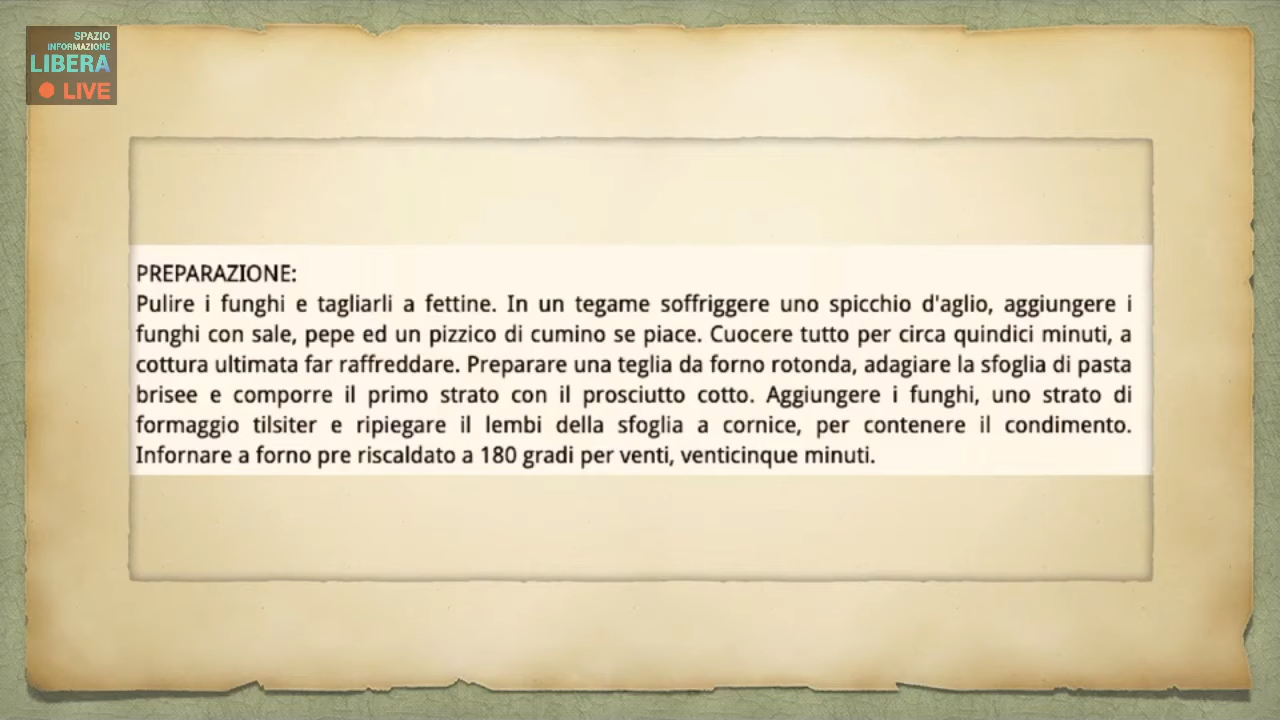 SPAZIO
INFORMAZIONE
LIBERA
LIVE
PREPARAZIONE:
Pulire i funghi e tagliarli a fettine. In un tegame soffriggere uno spicchio d'aglio, aggiungere i
funghi con sale, pepe ed un pizzico di cumino se piace. Cuocere tutto per circa quindici minuti, a
cottura ultimata far raffreddare. Preparare una teglia da forno rotonda, adagiare la sfoglia di pasta
brisee e comporre il primo strato con il prosciutto cotto. Aggiungere i funghi, uno strato di
formaggio tilsiter e ripiegare il lembi della sfoglia a cornice, per contenere il condimento.
Infornare a forno pre riscaldato a 180 gradi per venti, venticinque minuti.